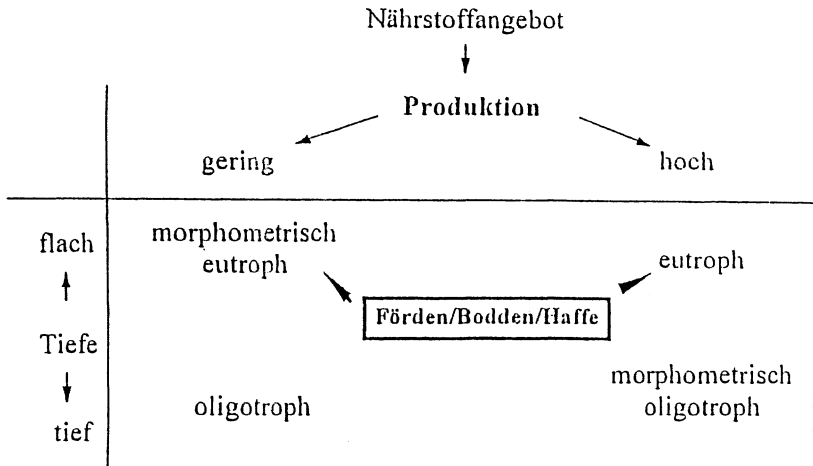 Nährstoffangebot
Produktion
gering
hoch
flach
morphometrisch
eutroph
eutroph
Förden/Bodden/Haffe
Tiefe
tief
oligotroph
morphometrisch
oligotroph